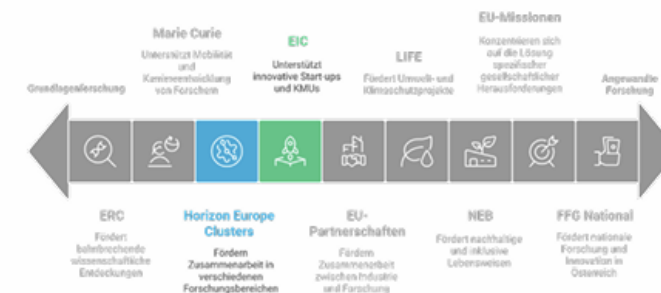 Grundlagenforschung
Marie Curie
Unterstützt Mobilität
und
Karriereentwicklung
von Forschern
EIC
Unterstützt
innovative Start-ups
und KMUs
LIFE
Fördert Umwelt- und
Klimaschutzprojekte
EU-Missionen
Konzentrieren sich
auf die Lösung
spezifischer
gesellschaftlicher
Herausforderungen
Angewandte
Forschung
ERC
Fördert
bahnbrechende
wissenschaftliche
Entdeckungen
Horizon Europe
Clusters
Fördern
Zusammenarbeit in
verschiedenen
Forschungsbereichen
EU-
Partnerschaften
Fördern
Zusammenarbeit
zwischen Industrie
und Forschung
NEB
Fördert nachhaltige
und inklusive
Lebensweisen
FFG National
Fördert nationale
Forschung und
Innovation in
Österreich